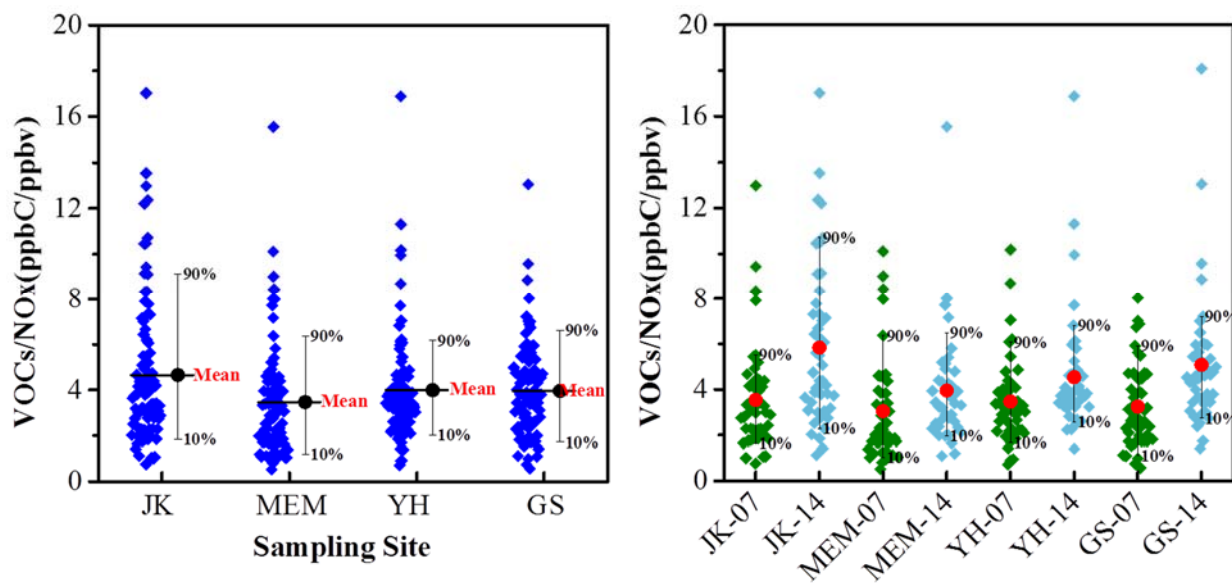 VOCs/NOx(ppbC/ppbv)
20
16
12
8
4
0
90%
Mean
10%
90%
Mean
10%
90%
Mean
10%
90%
Mean
10%
JK
MEM
YH
GS
Sampling Site
VOCs/NOx(ppbC/ppbv)
20
16
12
8
4
0
90%
10%
90%
10%
90%
10%
90%
10%
90%
10%
90%
10%
90%
10%
90%
10%
JK-07
JK-14
MEM-07
MEM-14
YH-07
YH-14
GS-07
GS-14